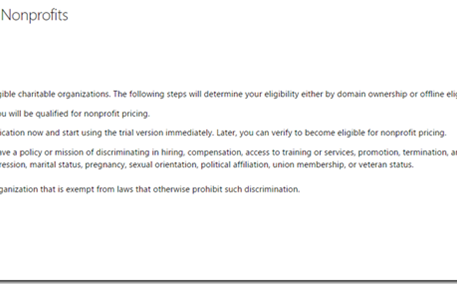 Nonprofits
gible charitable organizations. The following steps will determine your eligibility either by domain ownership or offline elig
u will be qualified for nonprofit pricing.
ication now and start using the trial version immediately. Later, you can verify to become eligible for nonprofit pricing.
ave a policy or mission of discriminating in hiring, compensation, access to training or services, promotion, termination, an
ression, marital status, pregnancy, sexual orientation, political affiliation, union membership, or veteran status.
ganization that is exempt from laws that otherwise prohibit such discrimination.